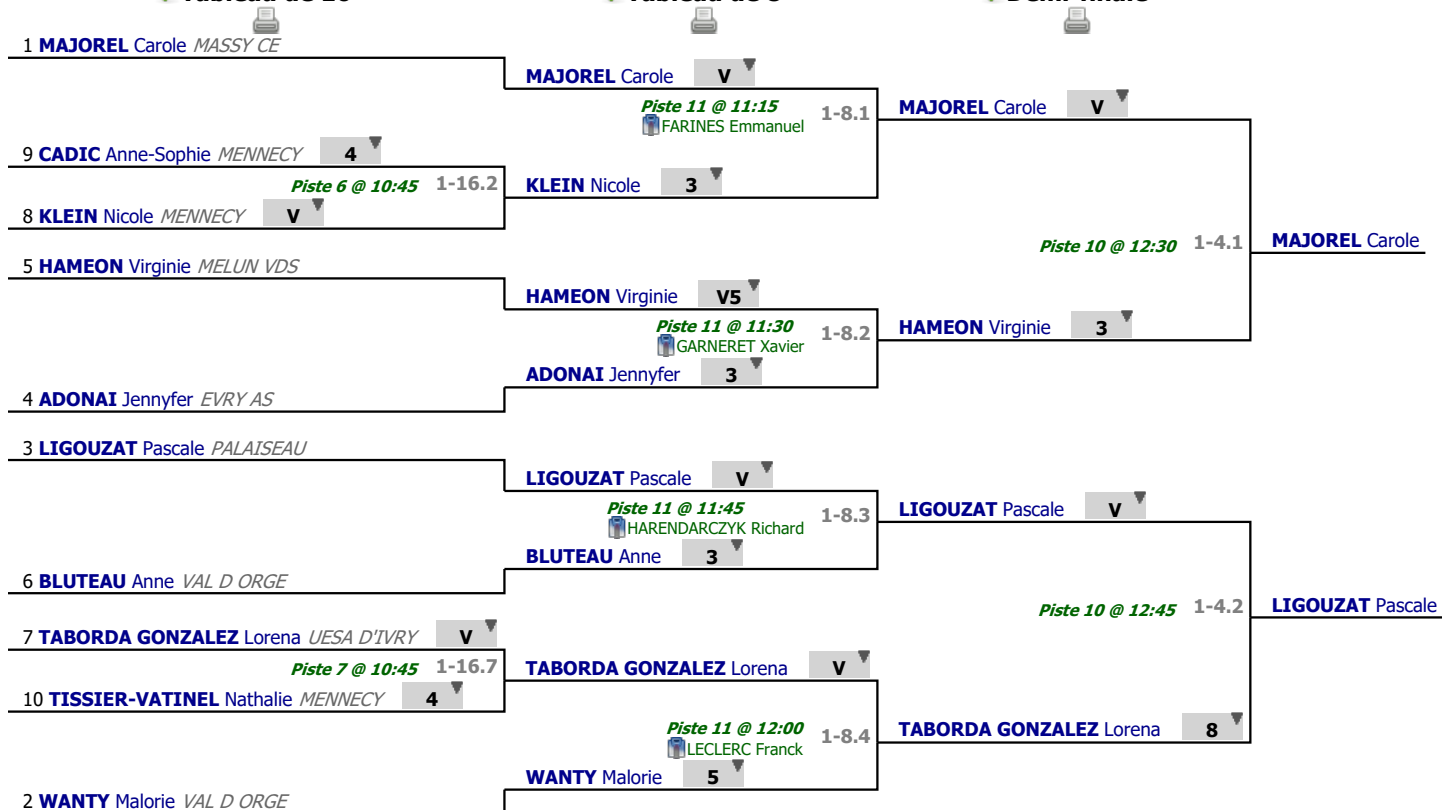 Tableau de 16
Tableau de 8
Demi-finale
1 MAJOREL Carole MASSY CE
MAJOREL Carole V
Piste 11 @ 11:15 1-8.1
FARINES Emmanuel
MAJOREL Carole V
9 CADIC Anne-Sophie MENNECY 4
Piste 6 @ 10:45 1-16.2
KLEIN Nicole 3
8 KLEIN Nicole MENNECY V
Piste 10 @ 12:30 1-4.1
MAJOREL Carole
5 HAMEON Virginie MELUN VDS
HAMEON Virginie V5
Piste 11 @ 11:30 1-8.2
GARNERET Xavier
HAMEON Virginie 3
ADONAI Jennyfer 3
4 ADONAI Jennyfer EVRY AS
3 LIGOUZAT Pascale PALAISEAU
LIGOUZAT Pascale V
Piste 11 @ 11:45 1-8.3
HARENDARCZYK Richard
LIGOUZAT Pascale V
BLUTEAU Anne 3
6 BLUTEAU Anne VAL D ORGE
Piste 10 @ 12:45 1-4.2
LIGOUZAT Pascale
7 TABORDA GONZALEZ Lorena UESA D'IVRY V
Piste 7 @ 10:45 1-16.7
TABORDA GONZALEZ Lorena V
10 TISSIER-VATINEL Nathalie MENNECY 4
Piste 11 @ 12:00 1-8.4
LECLERC Franck
TABORDA GONZALEZ Lorena 8
WANTY Malorie 5
2 WANTY Malorie VAL D ORGE